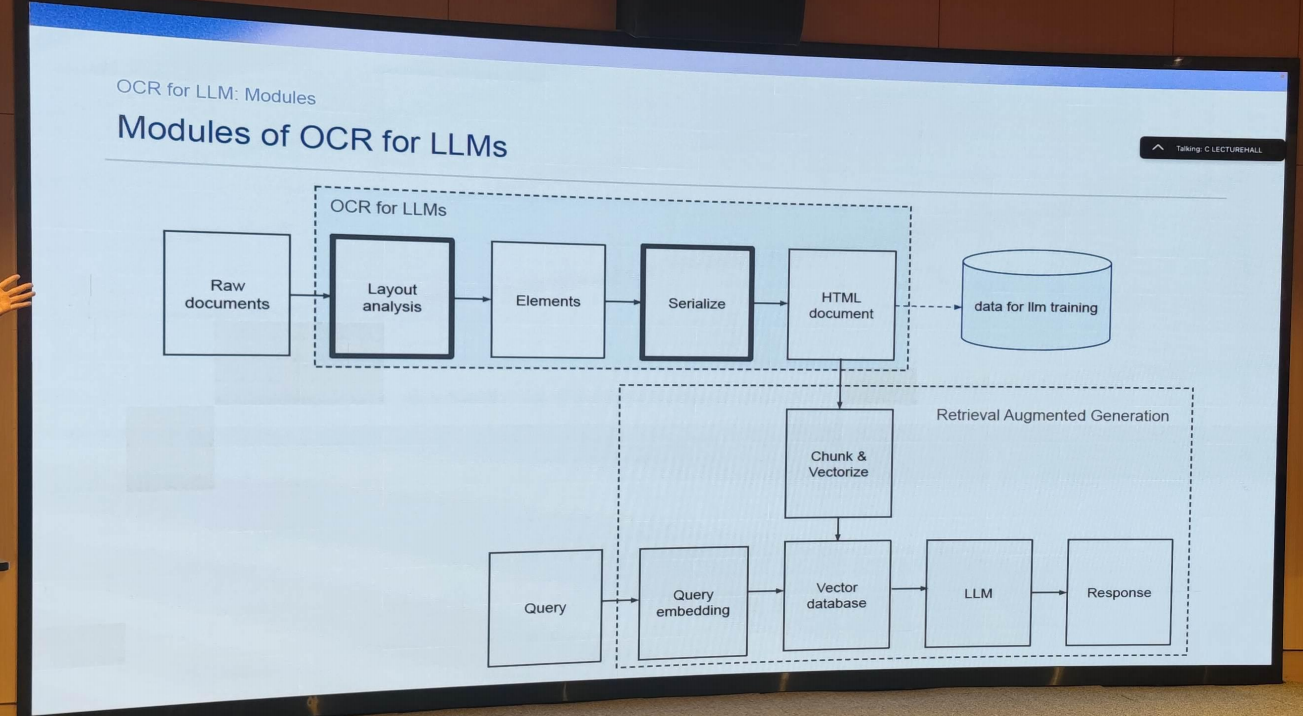 OCR for LLM: Modules
Modules of OCR for LLMs
Talking: C LECTUREHALL
OCR for LLMs
Raw
documents
Layout
analysis
Elements
Serialize
HTML
document
data for llm training
Retrieval Augmented Generation
Chunk &
Vectorize
Query
Query
embedding
Vector
database
LLM
Response